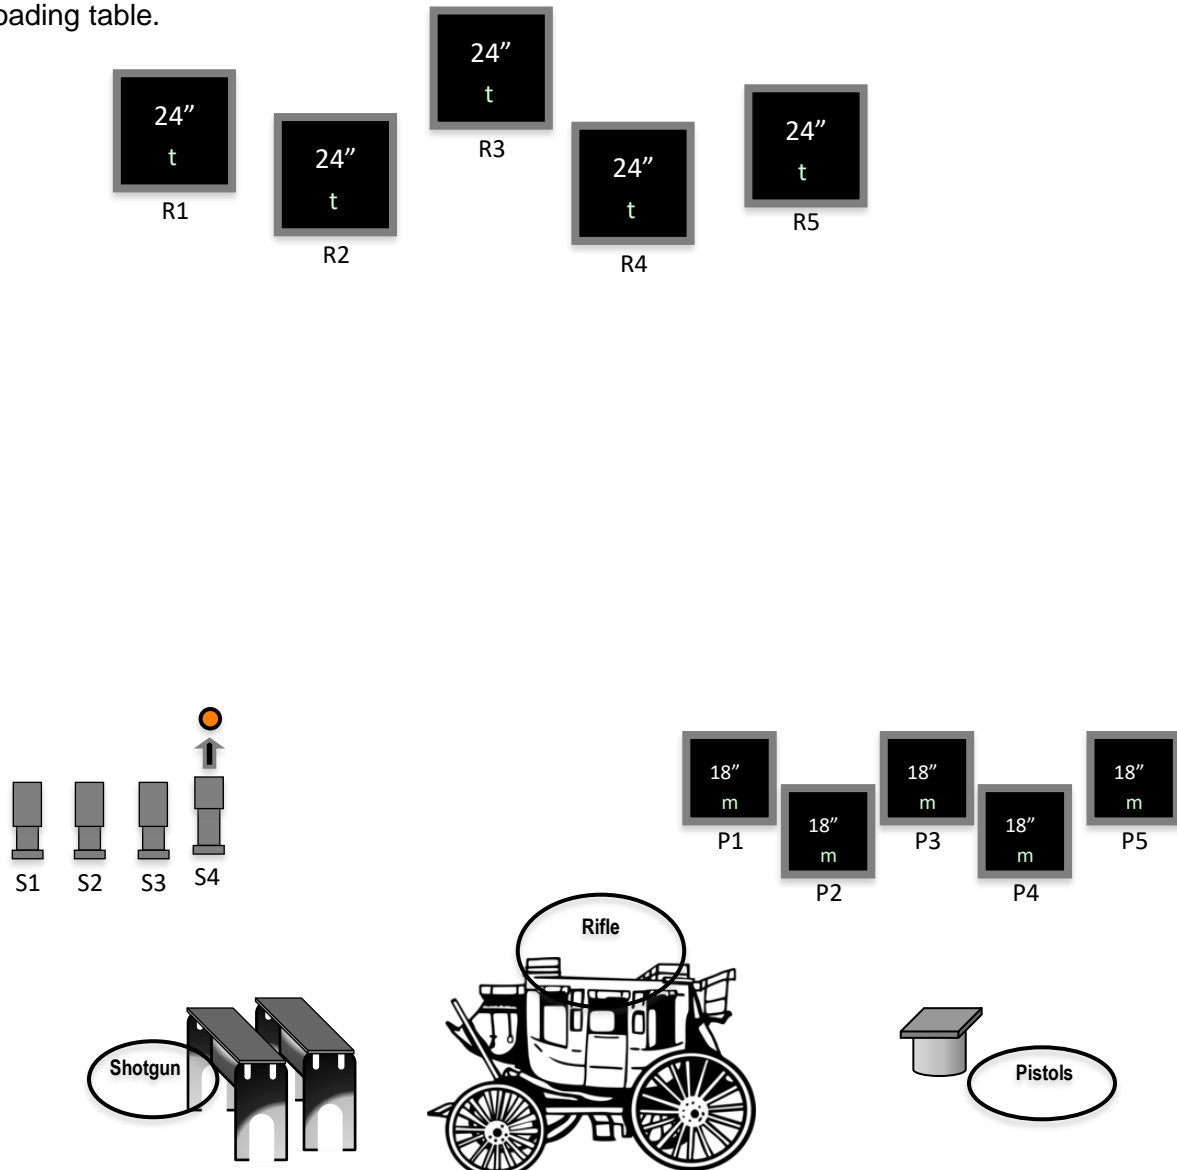 oading table.
24”
t
R1
24”
t
R2
24”
t
R3
24”
t
R4
24”
t
R5
S1
S2
S3
S4
18”
m
P1
18”
m
P2
18”
m
P3
18”
m
P4
18”
m
P5
Rifle
Shotgun
Pistols